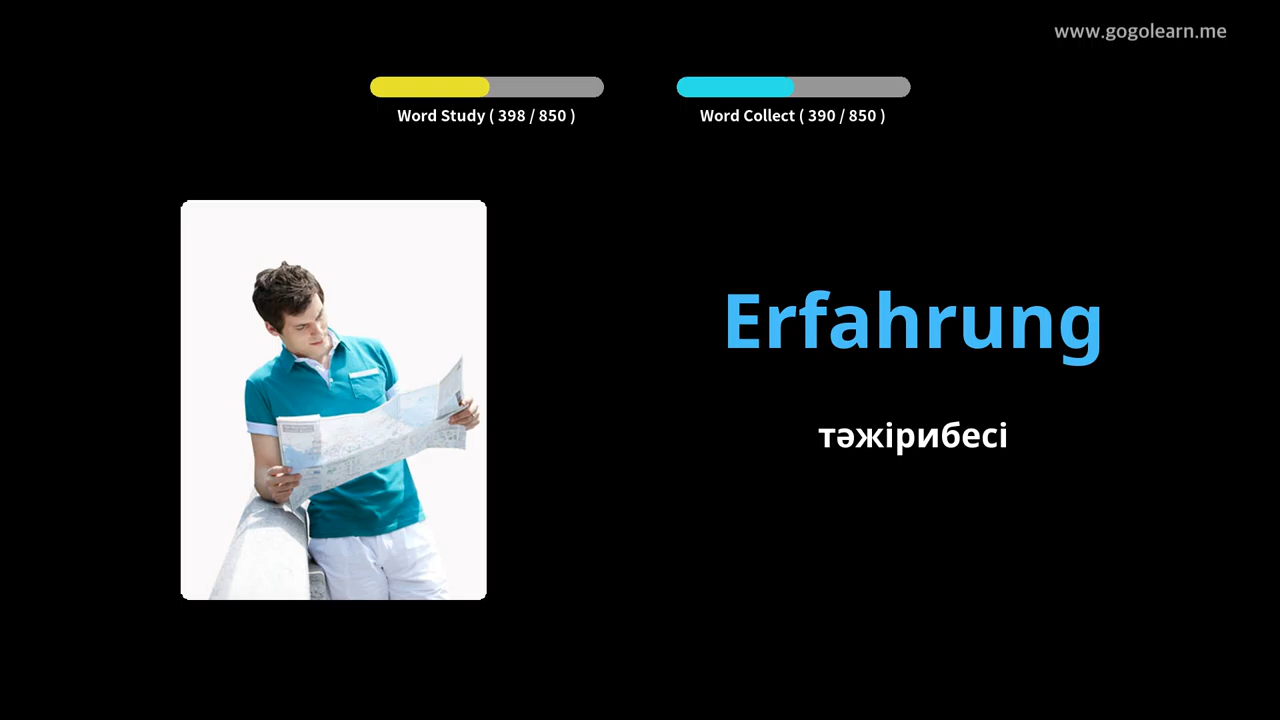 www.gogolearn.me
Word Study ( 398 / 850 )
Word Collect ( 390 / 850 )
Erfahrung
тәжірибесі